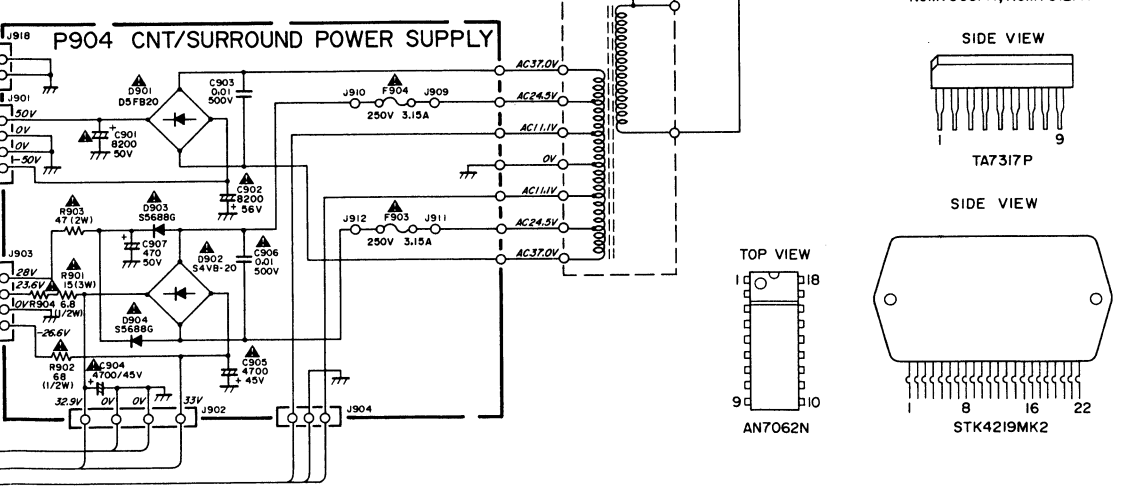 P904 CNT/SURROUND POWER SUPPLY
J918
J901
50V
0V
0V
-50V
D901
D5FB20
C901
8200
50V
C903
0.01
500V
C902
8200
56V
J910
F904
J909
250V 3.15A
AC37.0V
AC24.5V
AC11.1V
0V
AC11.1V
AC24.5V
AC37.0V
R903
47 (2W)
D903
S5688G
C907
470
50V
D902
S4VB-20
C906
0.01
500V
J912
F903
J911
250V 3.15A
J903
28V
23.6V
0V
-26.6V
R901
15(3W)
R904
6.8
(1/2W)
D904
S5688G
R902
68
(1/2W)
C904
4700/45V
C905
4700
45V
32.9V
0V
0V
33V
J902
J904
SIDE VIEW
1
9
TA7317P
SIDE VIEW
1
8
16
22
STK4219MK2
TOP VIEW
1
18
9
10
AN7062N